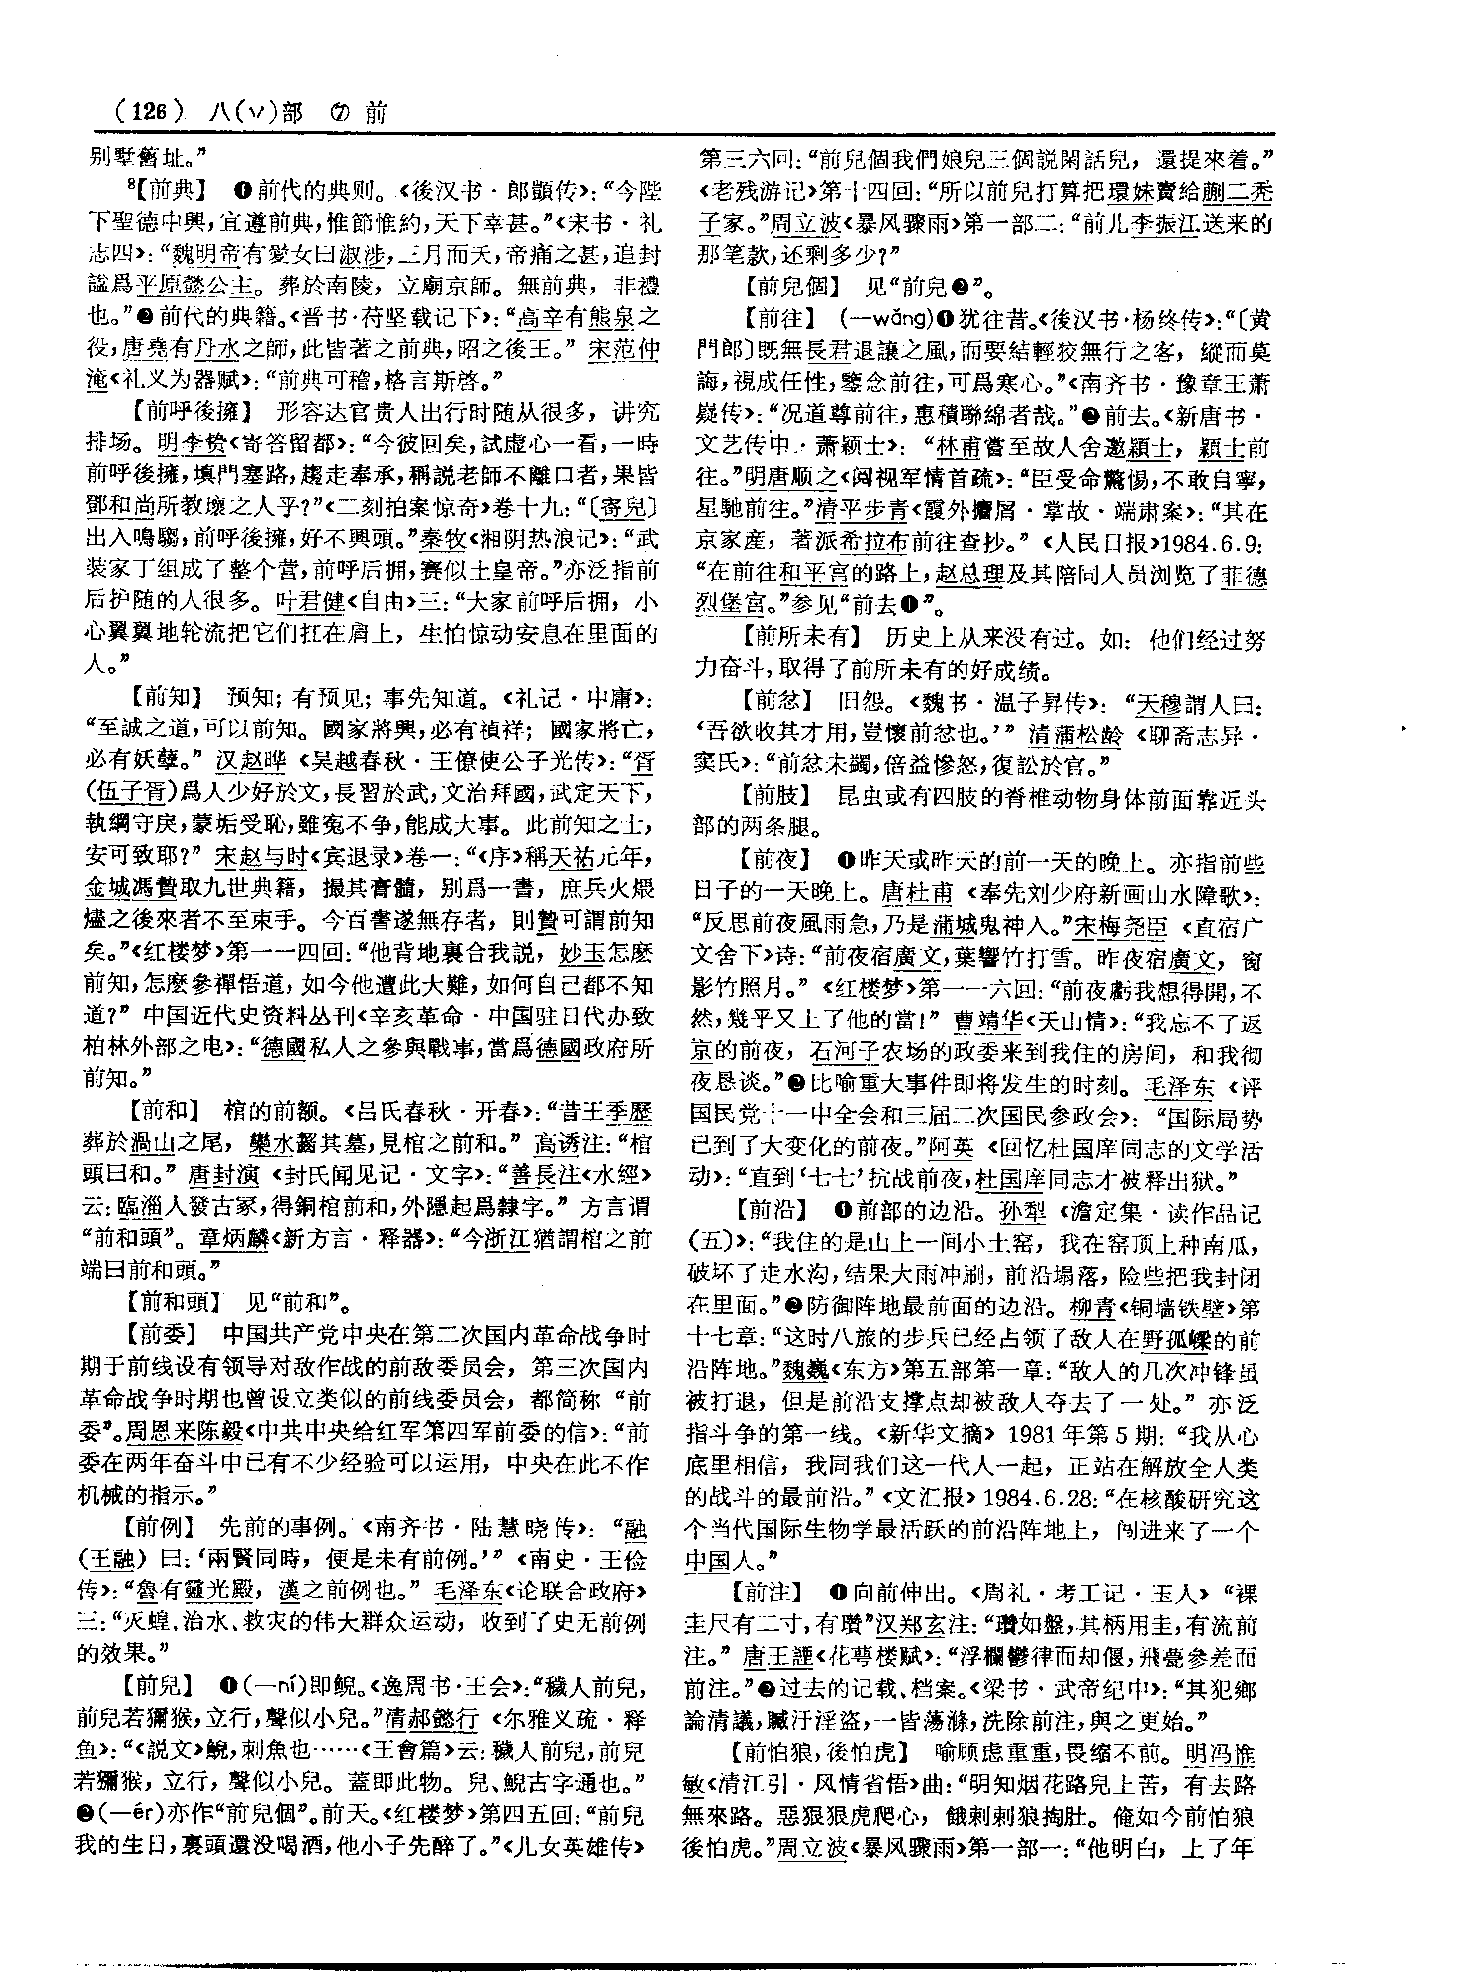 （126） 八（丷）部 ⑦ 前
别墅舊址。”
⁸【前典】 ❶前代的典则。《後汉书·郎顗传》：“今陛
下聖德中興，宜遵前典，惟節惟約，天下幸甚。”《宋书·礼
志四》：“魏明帝有愛女曰淑涉，三月而夭，帝痛之甚，追封
謚爲平原懿公主。葬於南陵，立廟京師。無前典，非禮
也。”❷前代的典籍。《晋书·苻坚载记下》：“高辛有熊泉之
役，唐堯有丹水之師，此皆著之前典，昭之後王。”宋范仲
淹《礼义为器赋》：“前典可稽，格言斯啓。”
【前呼後擁】 形容达官贵人出行时随从很多，讲究
排场。明李贽《寄答留都》：“今彼回矣，試虚心一看，一時
前呼後擁，填門塞路，趨走奉承，稱説老師不離口者，果皆
鄧和尚所教壞之人乎？”《二刻拍案惊奇》卷十九：“〔寄兒〕
出入鳴騶，前呼後擁，好不興頭。”秦牧《湘阴热浪记》：“武
装家丁组成了整个营，前呼后拥，赛似土皇帝。”亦泛指前
后护随的人很多。叶君健《自由》三：“大家前呼后拥，小
心翼翼地轮流把它们扛在肩上，生怕惊动安息在里面的
人。”
【前知】 预知；有预见；事先知道。《礼记·中庸》：
“至誠之道，可以前知。國家將興，必有禎祥；國家將亡，
必有妖孽。”汉赵晔《吴越春秋·王僚使公子光传》：“胥
（伍子胥）爲人少好於文，長習於武，文治拜國，武定天下，
執綱守戾，蒙垢受恥，雖冤不争，能成大事。此前知之士，
安可致耶？”宋赵与时《宾退录》卷一：“《序》稱天祐元年，
金城馮贄取九世典籍，撮其膏髓，别爲一書，庶兵火煨
燼之後來者不至束手。今百書遂無存者，則贄可謂前知
矣。”《红楼梦》第一一四回：“他背地裏合我説，妙玉怎麽
前知，怎麽參禪悟道，如今他遭此大難，如何自己都不知
道？”中国近代史资料丛刊《辛亥革命·中国驻日代办致
柏林外部之电》：“德國私人之參與戰事，當爲德國政府所
前知。”
【前和】 棺的前额。《吕氏春秋·开春》：“昔王季歷
葬於渦山之尾，欒水齧其墓，見棺之前和。”高诱注：“棺
頭曰和。”唐封演《封氏闻见记·文字》：“善長注《水經》
云：臨淄人發古冢，得銅棺前和，外隱起爲隸字。”方言谓
“前和頭”。章炳麟《新方言·释器》：“今浙江猶謂棺之前
端曰前和頭。”
【前和頭】 见“前和”。
【前委】 中国共产党中央在第二次国内革命战争时
期于前线设有领导对敌作战的前敌委员会，第三次国内
革命战争时期也曾设立类似的前线委员会，都简称“前
委”。周恩来陈毅《中共中央给红军第四军前委的信》：“前
委在两年奋斗中已有不少经验可以运用，中央在此不作
机械的指示。”
【前例】 先前的事例。《南齐书·陆慧晓传》：“融
（王融）曰：‘兩賢同時，便是未有前例。’”《南史·王俭
传》：“魯有靈光殿，漢之前例也。”毛泽东《论联合政府》
三：“灭蝗、治水、救灾的伟大群众运动，收到了史无前例
的效果。”
【前兒】 ❶（—ní）即鲵。《逸周书·王会》：“穢人前兒，
前兒若獼猴，立行，聲似小兒。”清郝懿行《尔雅义疏·释
鱼》：“《説文》鯢，刺魚也……《王會篇》云：穢人前兒，前兒
若獼猴，立行，聲似小兒。蓋即此物。兒、鯢古字通也。”
❷（—ér）亦作“前兒個”。前天。《红楼梦》第四五回：“前兒
我的生日，裏頭還没喝酒，他小子先醉了。”《儿女英雄传》
第三六回：“前兒個我們娘兒三個説閑話兒，還提來着。”
《老残游记》第十四回：“所以前兒打算把環妹賣給蒯二秃
子家。”周立波《暴风骤雨》第一部二：“前儿李振江送来的
那笔款，还剩多少？”
【前兒個】 见“前兒❷”。
【前往】 （—wǎng）❶犹往昔。《後汉书·杨终传》：“〔黄
門郎〕既無長君退讓之風，而要結輕狡無行之客，縱而莫
誨，視成任性，鑒念前往，可爲寒心。”《南齐书·豫章王萧
嶷传》：“况道尊前往，惠積聯綿者哉。”❷前去。《新唐书·
文艺传中·萧颖士》：“林甫嘗至故人舍邀穎士，穎士前
往。”明唐顺之《阅视军情首疏》：“臣受命驚惕，不敢自寧，
星馳前往。”清平步青《霞外攟屑·掌故·端肃案》：“其在
京家産，著派希拉布前往查抄。”《人民日报》1984.6.9：
“在前往和平宫的路上，赵总理及其陪同人员浏览了菲德
烈堡宫。”参见“前去❶”。
【前所未有】 历史上从来没有过。如：他们经过努
力奋斗，取得了前所未有的好成绩。
【前忿】 旧怨。《魏书·温子昇传》：“天穆謂人曰：
‘吾欲收其才用，豈懷前忿也。’”清蒲松龄《聊斋志异·
窦氏》：“前忿未蠲，倍益慘怒，復訟於官。”
【前肢】 昆虫或有四肢的脊椎动物身体前面靠近头
部的两条腿。
【前夜】 ❶昨天或昨天的前一天的晚上。亦指前些
日子的一天晚上。唐杜甫《奉先刘少府新画山水障歌》：
“反思前夜風雨急，乃是蒲城鬼神入。”宋梅尧臣《直宿广
文舍下》诗：“前夜宿廣文，葉響竹打雪。昨夜宿廣文，窗
影竹照月。”《红楼梦》第一一六回：“前夜虧我想得開，不
然，幾乎又上了他的當！”曹靖华《天山情》：“我忘不了返
京的前夜，石河子农场的政委来到我住的房间，和我彻
夜恳谈。”❷比喻重大事件即将发生的时刻。毛泽东《评
国民党十一中全会和三届二次国民参政会》：“国际局势
已到了大变化的前夜。”阿英《回忆杜国庠同志的文学活
动》：“直到‘七七’抗战前夜，杜国庠同志才被释出狱。”
【前沿】 ❶前部的边沿。孙犁《澹定集·读作品记
（五）》：“我住的是山上一间小土窑，我在窑顶上种南瓜，
破坏了走水沟，结果大雨冲刷，前沿塌落，险些把我封闭
在里面。”❷防御阵地最前面的边沿。柳青《铜墙铁壁》第
十七章：“这时八旅的步兵已经占领了敌人在野孤㠏的前
沿阵地。”魏巍《东方》第五部第一章：“敌人的几次冲锋虽
被打退，但是前沿支撑点却被敌人夺去了一处。”亦泛
指斗争的第一线。《新华文摘》1981年第5期：“我从心
底里相信，我同我们这一代人一起，正站在解放全人类
的战斗的最前沿。”《文汇报》1984.6.28：“在核酸研究这
个当代国际生物学最活跃的前沿阵地上，闯进来了一个
中国人。”
【前注】 ❶向前伸出。《周礼·考工记·玉人》“裸
圭尺有二寸，有瓚”汉郑玄注：“瓚如盤，其柄用圭，有流前
注。”唐王諲《花萼楼赋》：“浮欄鬱律而却偃，飛甍參差而
前注。”❷过去的记载、档案。《梁书·武帝纪中》：“其犯鄉
論清議，贓汙淫盗，一皆蕩滌，洗除前注，與之更始。”
【前怕狼，後怕虎】 喻顾虑重重，畏缩不前。明冯惟
敏《清江引·风情省悟》曲：“明知烟花路兒上苦，有去路
無來路。惡狠狠虎爬心，餓剌剌狼掏肚。俺如今前怕狼
後怕虎。”周立波《暴风骤雨》第一部一：“他明白，上了年